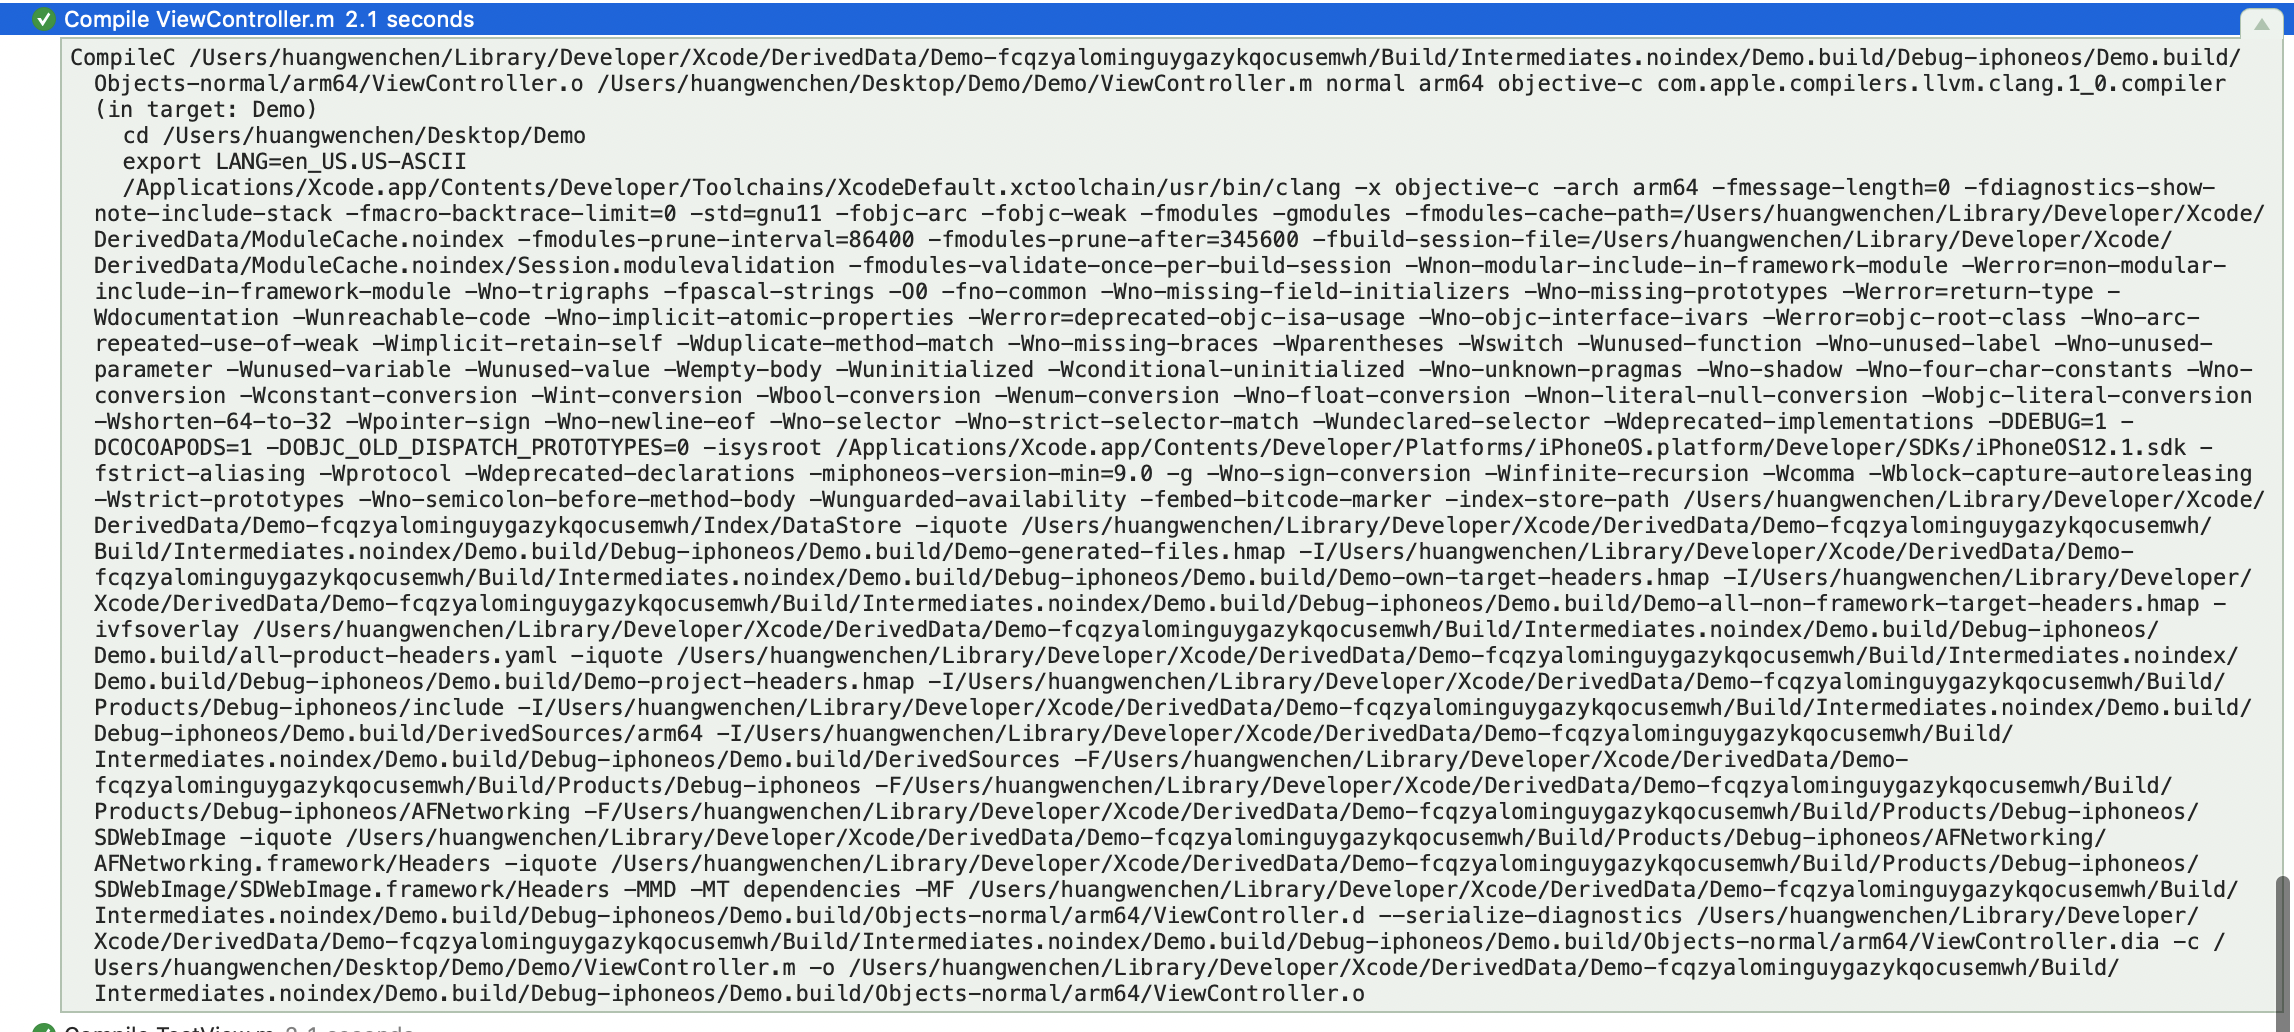 Compile ViewController.m 2.1 seconds
CompileC /Users/huangwenchen/Library/Developer/Xcode/DerivedData/Demo-fcqzyalominguygazykqocusemwh/Build/Intermediates.noindex/Demo.build/Debug-iphoneos/Demo.build/
Objects-normal/arm64/ViewController.o /Users/huangwenchen/Desktop/Demo/Demo/ViewController.m normal arm64 objective-c com.apple.compilers.llvm.clang.1_0.compiler
(in target: Demo)
cd /Users/huangwenchen/Desktop/Demo
export LANG=en_US.US-ASCII
/Applications/Xcode.app/Contents/Developer/Toolchains/XcodeDefault.xctoolchain/usr/bin/clang -x objective-c -arch arm64 -fmessage-length=0 -fdiagnostics-show-
note-include-stack -fmacro-backtrace-limit=0 -std=gnu11 -fobjc-arc -fobjc-weak -fmodules -gmodules -fmodules-cache-path=/Users/huangwenchen/Library/Developer/Xcode/
DerivedData/ModuleCache.noindex -fmodules-prune-interval=86400 -fmodules-prune-after=345600 -fbuild-session-file=/Users/huangwenchen/Library/Developer/Xcode/
DerivedData/ModuleCache.noindex/Session.modulevalidation -fmodules-validate-once-per-build-session -Wnon-modular-include-in-framework-module -Werror=non-modular-
include-in-framework-module -Wno-trigraphs -fpascal-strings -O0 -fno-common -Wno-missing-field-initializers -Wno-missing-prototypes -Werror=return-type -
Wdocumentation -Wunreachable-code -Wno-implicit-atomic-properties -Werror=deprecated-objc-isa-usage -Wno-objc-interface-ivars -Werror=objc-root-class -Wno-arc-
repeated-use-of-weak -Wimplicit-retain-self -Wduplicate-method-match -Wno-missing-braces -Wparentheses -Wswitch -Wunused-function -Wno-unused-label -Wno-unused-
parameter -Wunused-variable -Wunused-value -Wempty-body -Wuninitialized -Wconditional-uninitialized -Wno-unknown-pragmas -Wno-shadow -Wno-four-char-constants -Wno-
conversion -Wconstant-conversion -Wint-conversion -Wbool-conversion -Wenum-conversion -Wno-float-conversion -Wnon-literal-null-conversion -Wobjc-literal-conversion
-Wshorten-64-to-32 -Wpointer-sign -Wno-newline-eof -Wno-selector -Wno-strict-selector-match -Wundeclared-selector -Wdeprecated-implementations -DDEBUG=1 -
DCOCOAPODS=1 -DOBJC_OLD_DISPATCH_PROTOTYPES=0 -isysroot /Applications/Xcode.app/Contents/Developer/Platforms/iPhoneOS.platform/Developer/SDKs/iPhoneOS12.1.sdk -
fstrict-aliasing -Wprotocol -Wdeprecated-declarations -miphoneos-version-min=9.0 -g -Wno-sign-conversion -Winfinite-recursion -Wcomma -Wblock-capture-autoreleasing
-Wstrict-prototypes -Wno-semicolon-before-method-body -Wunguarded-availability -fembed-bitcode-marker -index-store-path /Users/huangwenchen/Library/Developer/Xcode/
DerivedData/Demo-fcqzyalominguygazykqocusemwh/Index/DataStore -iquote /Users/huangwenchen/Library/Developer/Xcode/DerivedData/Demo-fcqzyalominguygazykqocusemwh/
Build/Intermediates.noindex/Demo.build/Debug-iphoneos/Demo.build/Demo-generated-files.hmap -I/Users/huangwenchen/Library/Developer/Xcode/DerivedData/Demo-
fcqzyalominguygazykqocusemwh/Build/Intermediates.noindex/Demo.build/Debug-iphoneos/Demo.build/Demo-own-target-headers.hmap -I/Users/huangwenchen/Library/Developer/
Xcode/DerivedData/Demo-fcqzyalominguygazykqocusemwh/Build/Intermediates.noindex/Demo.build/Debug-iphoneos/Demo.build/Demo-all-non-framework-target-headers.hmap -
ivfsoverlay /Users/huangwenchen/Library/Developer/Xcode/DerivedData/Demo-fcqzyalominguygazykqocusemwh/Build/Intermediates.noindex/Demo.build/Debug-iphoneos/
Demo.build/all-product-headers.yaml -iquote /Users/huangwenchen/Library/Developer/Xcode/DerivedData/Demo-fcqzyalominguygazykqocusemwh/Build/Intermediates.noindex/
Demo.build/Debug-iphoneos/Demo.build/Demo-project-headers.hmap -I/Users/huangwenchen/Library/Developer/Xcode/DerivedData/Demo-fcqzyalominguygazykqocusemwh/Build/
Products/Debug-iphoneos/include -I/Users/huangwenchen/Library/Developer/Xcode/DerivedData/Demo-fcqzyalominguygazykqocusemwh/Build/Intermediates.noindex/Demo.build/
Debug-iphoneos/Demo.build/DerivedSources/arm64 -I/Users/huangwenchen/Library/Developer/Xcode/DerivedData/Demo-fcqzyalominguygazykqocusemwh/Build/
Intermediates.noindex/Demo.build/Debug-iphoneos/Demo.build/DerivedSources -F/Users/huangwenchen/Library/Developer/Xcode/DerivedData/Demo-
fcqzyalominguygazykqocusemwh/Build/Products/Debug-iphoneos -F/Users/huangwenchen/Library/Developer/Xcode/DerivedData/Demo-fcqzyalominguygazykqocusemwh/Build/
Products/Debug-iphoneos/AFNetworking -F/Users/huangwenchen/Library/Developer/Xcode/DerivedData/Demo-fcqzyalominguygazykqocusemwh/Build/Products/Debug-iphoneos/
SDWebImage -iquote /Users/huangwenchen/Library/Developer/Xcode/DerivedData/Demo-fcqzyalominguygazykqocusemwh/Build/Products/Debug-iphoneos/AFNetworking/
AFNetworking.framework/Headers -iquote /Users/huangwenchen/Library/Developer/Xcode/DerivedData/Demo-fcqzyalominguygazykqocusemwh/Build/Products/Debug-iphoneos/
SDWebImage/SDWebImage.framework/Headers -MMD -MT dependencies -MF /Users/huangwenchen/Library/Developer/Xcode/DerivedData/Demo-fcqzyalominguygazykqocusemwh/Build/
Intermediates.noindex/Demo.build/Debug-iphoneos/Demo.build/Objects-normal/arm64/ViewController.d --serialize-diagnostics /Users/huangwenchen/Library/Developer/
Xcode/DerivedData/Demo-fcqzyalominguygazykqocusemwh/Build/Intermediates.noindex/Demo.build/Debug-iphoneos/Demo.build/Objects-normal/arm64/ViewController.dia -c /
Users/huangwenchen/Desktop/Demo/Demo/ViewController.m -o /Users/huangwenchen/Library/Developer/Xcode/DerivedData/Demo-fcqzyalominguygazykqocusemwh/Build/
Intermediates.noindex/Demo.build/Debug-iphoneos/Demo.build/Objects-normal/arm64/ViewController.o
Compile TestView.m 2.1 seconds